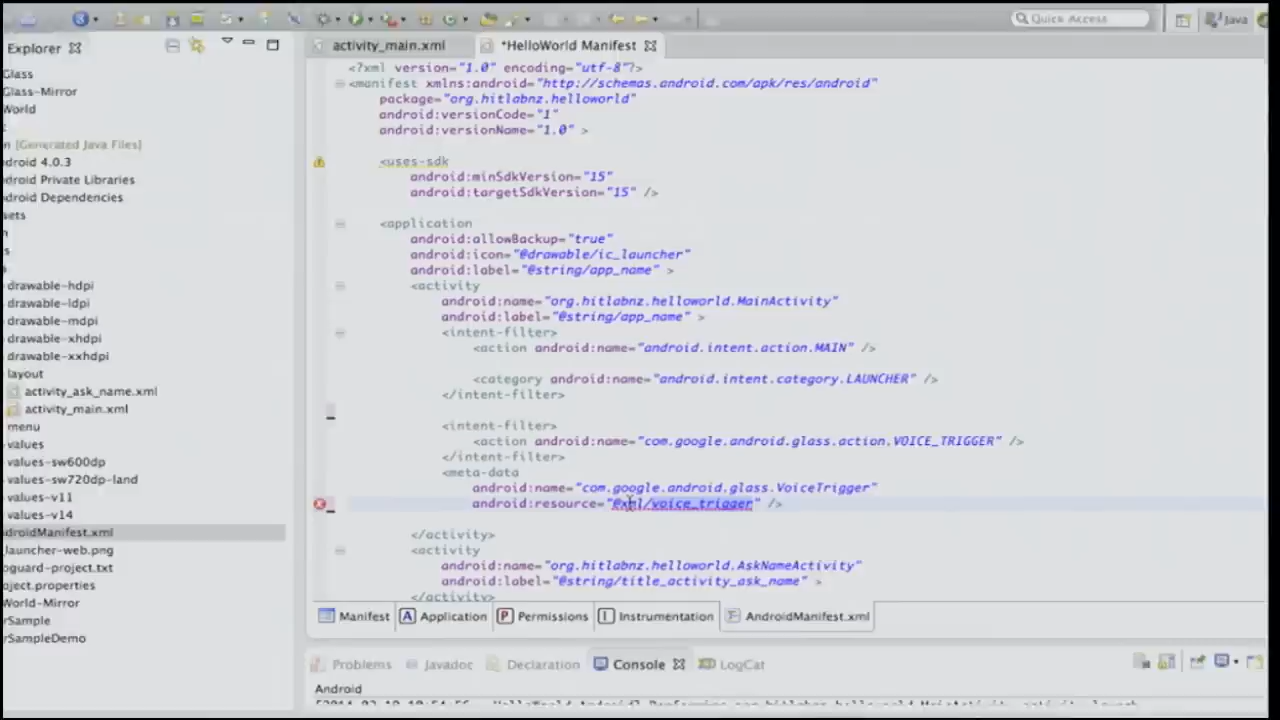 Quick Access
Java
Explorer
activity_main.xml
*HelloWorld Manifest
Glass
Glass-Mirror
World
[Generated Java Files]
ndroid 4.0.3
ndroid Private Libraries
ndroid Dependencies
sets
drawable-hdpi
drawable-ldpi
drawable-mdpi
drawable-xhdpi
drawable-xxhdpi
layout
activity_ask_name.xml
activity_main.xml
menu
values
values-sw600dp
values-sw720dp-land
values-v11
values-v14
ndroidManifest.xml
launcher-web.png
oguard-project.txt
oject.properties
World-Mirror
rSample
rSampleDemo
<?xml version="1.0" encoding="utf-8"?>
<manifest xmlns:android="http://schemas.android.com/apk/res/android"
package="org.hitlabnz.helloworld"
android:versionCode="1"
android:versionName="1.0" >
<uses-sdk
android:minSdkVersion="15"
android:targetSdkVersion="15" />
<application
android:allowBackup="true"
android:icon="@drawable/ic_launcher"
android:label="@string/app_name" >
<activity
android:name="org.hitlabnz.helloworld.MainActivity"
android:label="@string/app_name" >
<intent-filter>
<action android:name="android.intent.action.MAIN" />
<category android:name="android.intent.category.LAUNCHER" />
</intent-filter>
<intent-filter>
<action android:name="com.google.android.glass.action.VOICE_TRIGGER" />
</intent-filter>
<meta-data
android:name="com.google.android.glass.VoiceTrigger"
android:resource="@xml/voice_trigger" />
</activity>
<activity
android:name="org.hitlabnz.helloworld.AskNameActivity"
android:label="@string/title_activity_ask_name" >
</activity>
Manifest
Application
Permissions
Instrumentation
AndroidManifest.xml
Problems
Javadoc
Declaration
Console
LogCat
Android